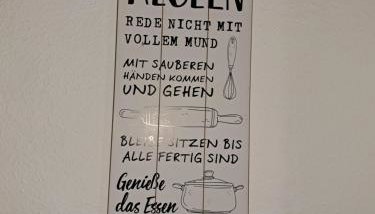 REGELN
REDE NICHT MIT
VOLLEM MUND
MIT SAUBEREN
HÄNDEN KOMMEN
UND GEHEN
BLEIBE SITZEN BIS
ALLE FERTIG SIND
Genieße
das Essen